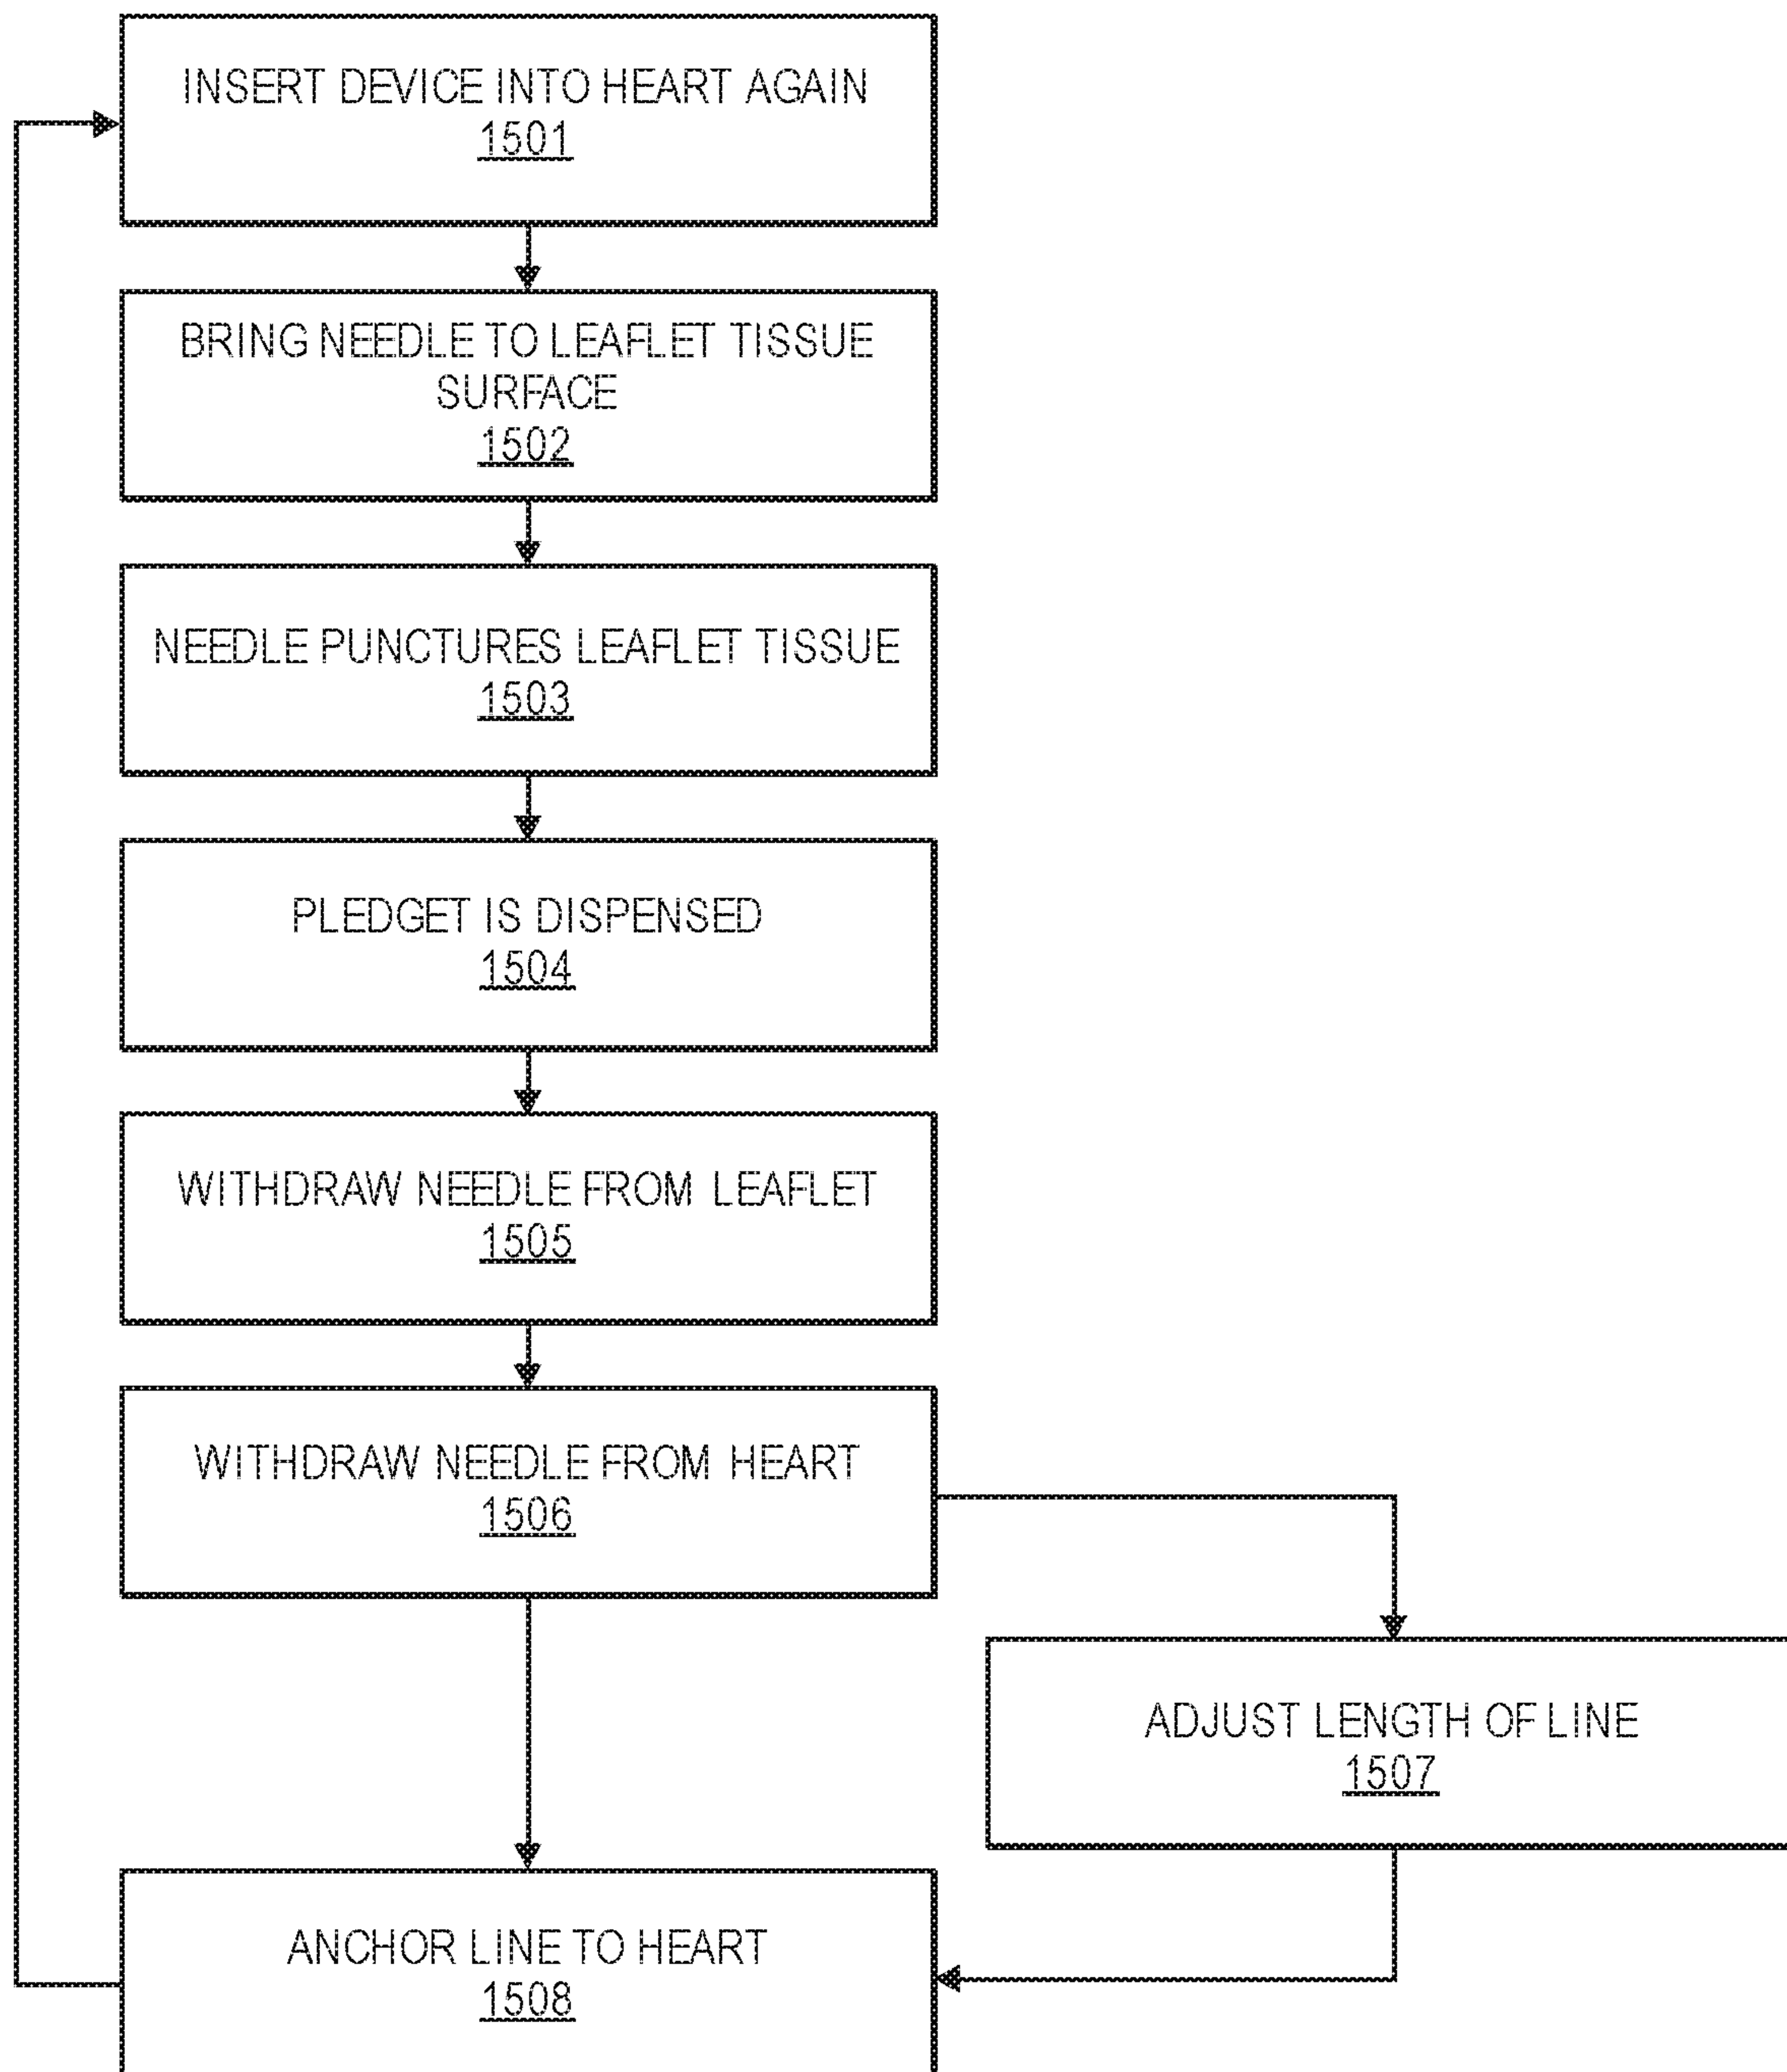 INSERT DEVICE INTO HEART AGAIN
1501
BRING NEEDLE TO LEAFLET TISSUE
SURFACE
1502
NEEDLE PUNCTURES LEAFLET TISSUE
1503
PLEDGET IS DISPENSED
1504
WITHDRAW NEEDLE FROM LEAFLET
1505
WITHDRAW NEEDLE FROM HEART
1506
ADJUST LENGTH OF LINE
1507
ANCHOR LINE TO HEART
1508